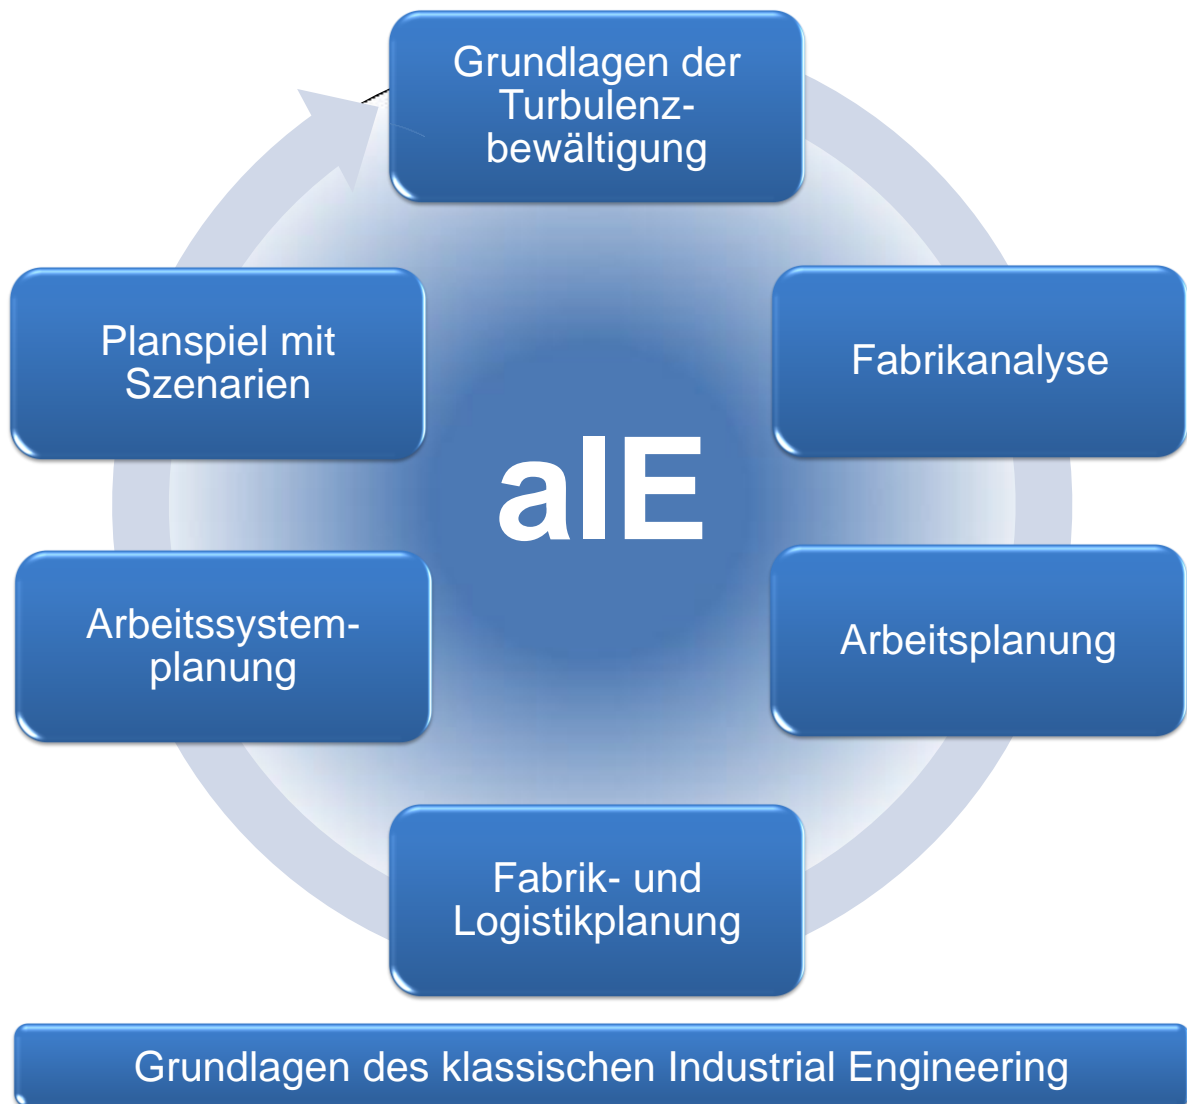 Grundlagen der
Turbulenz-
bewältigung
Planspiel mit
Szenarien
Fabrikanalyse
aIE
Arbeitssystem-
planung
Arbeitsplanung
Fabrik- und
Logistikplanung
Grundlagen des klassischen Industrial Engineering